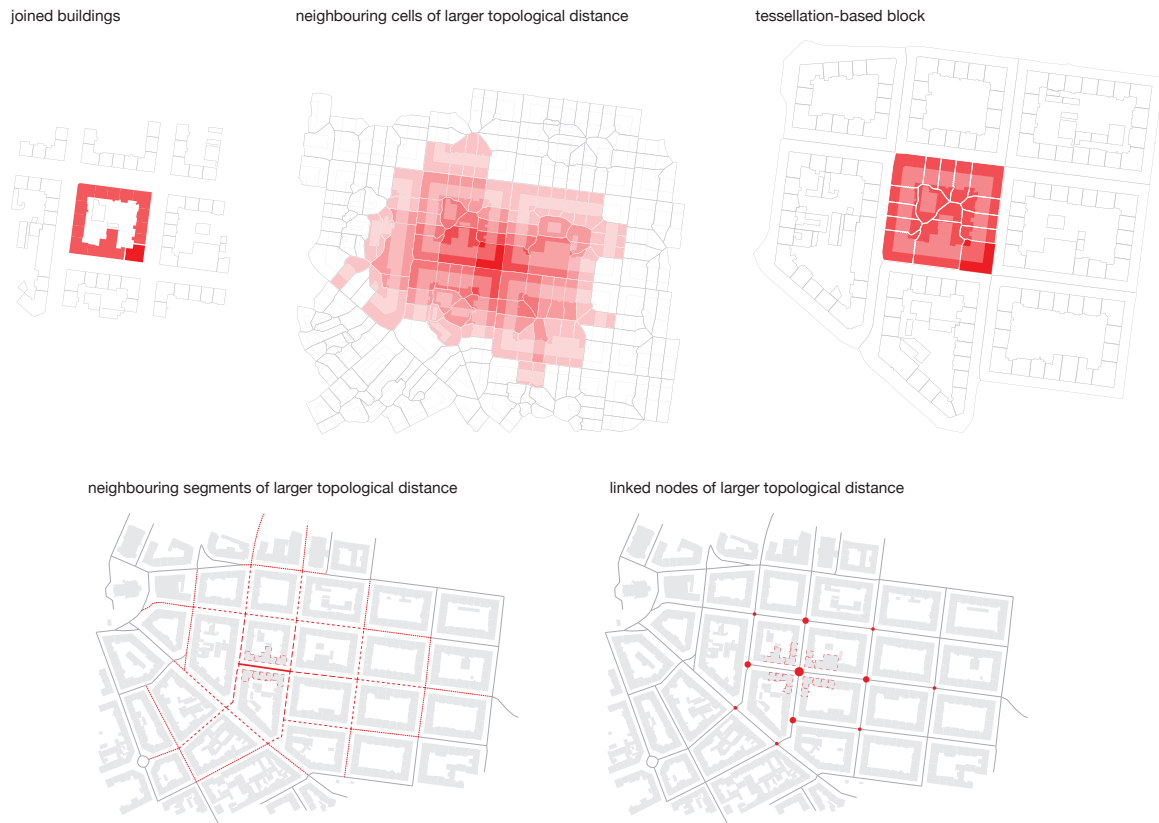 joined buildings
neighbouring cells of larger topological distance
tessellation-based block
neighbouring segments of larger topological distance
linked nodes of larger topological distance